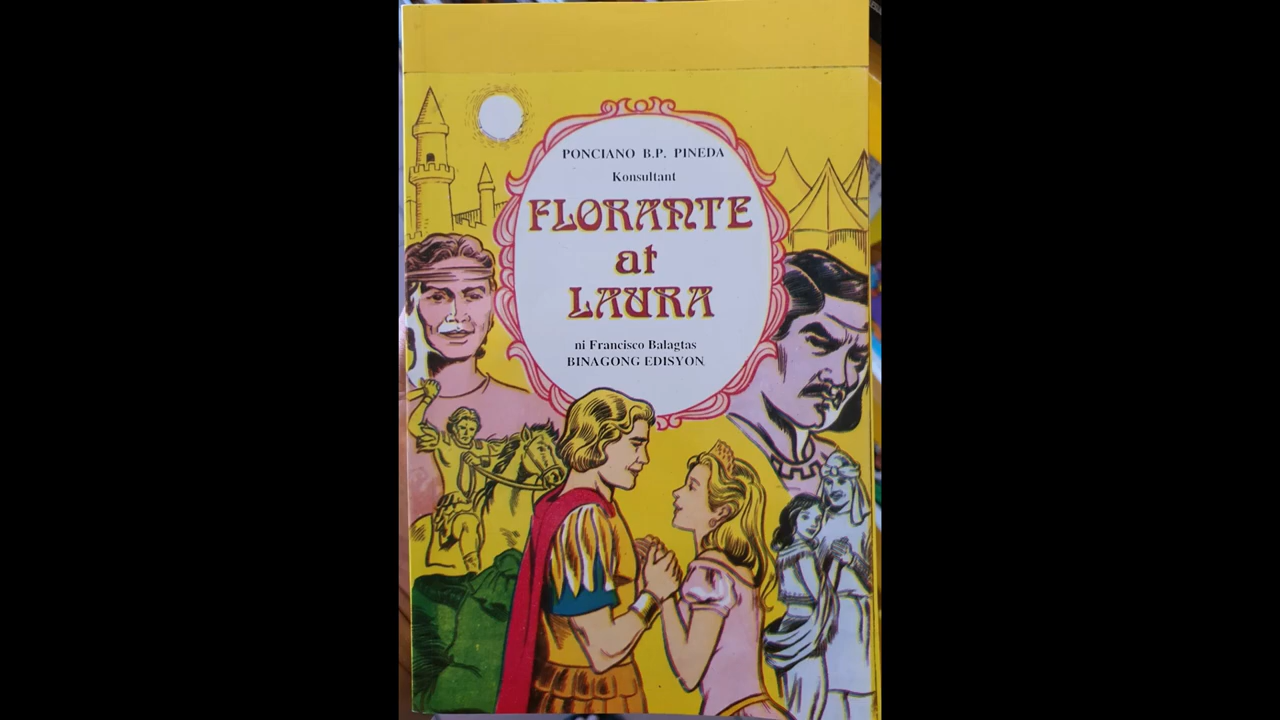 PONCIANO B.P. PINEDA
Konsultant
FLORANTE
at
LAURA
ni Francisco Balagtas
BINAGONG EDISYON